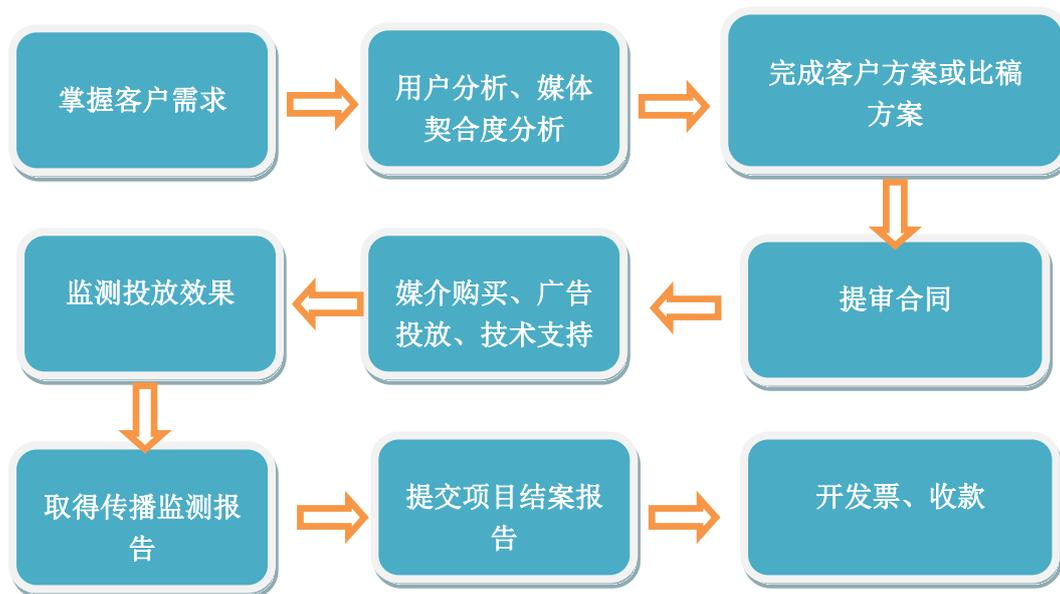 掌握客户需求
用户分析、媒体
契合度分析
完成客户方案或比稿
方案
提审合同
媒介购买、广告
投放、技术支持
监测投放效果
取得传播监测报
告
提交项目结案报
告
开发票、收款